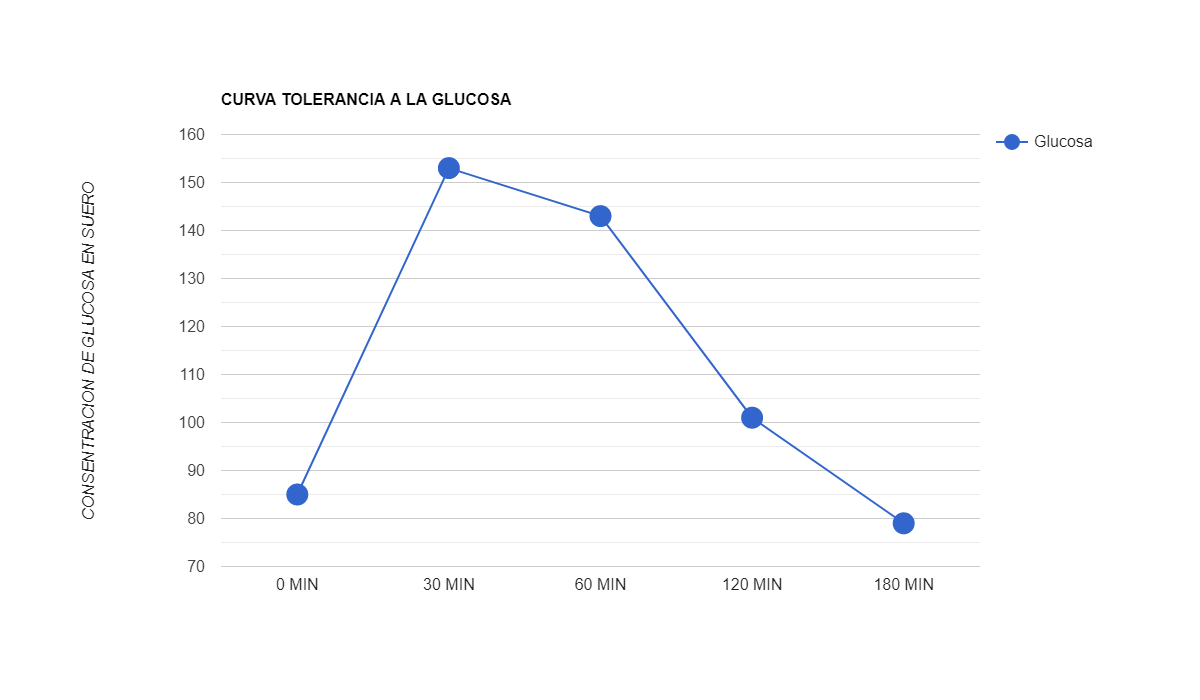 CURVA TOLERANCIA A LA GLUCOSA
Glucosa
CONSENTRACION DE GLUCOSA EN SUERO
160
150
140
130
120
110
100
90
80
70
0 MIN
30 MIN
60 MIN
120 MIN
180 MIN